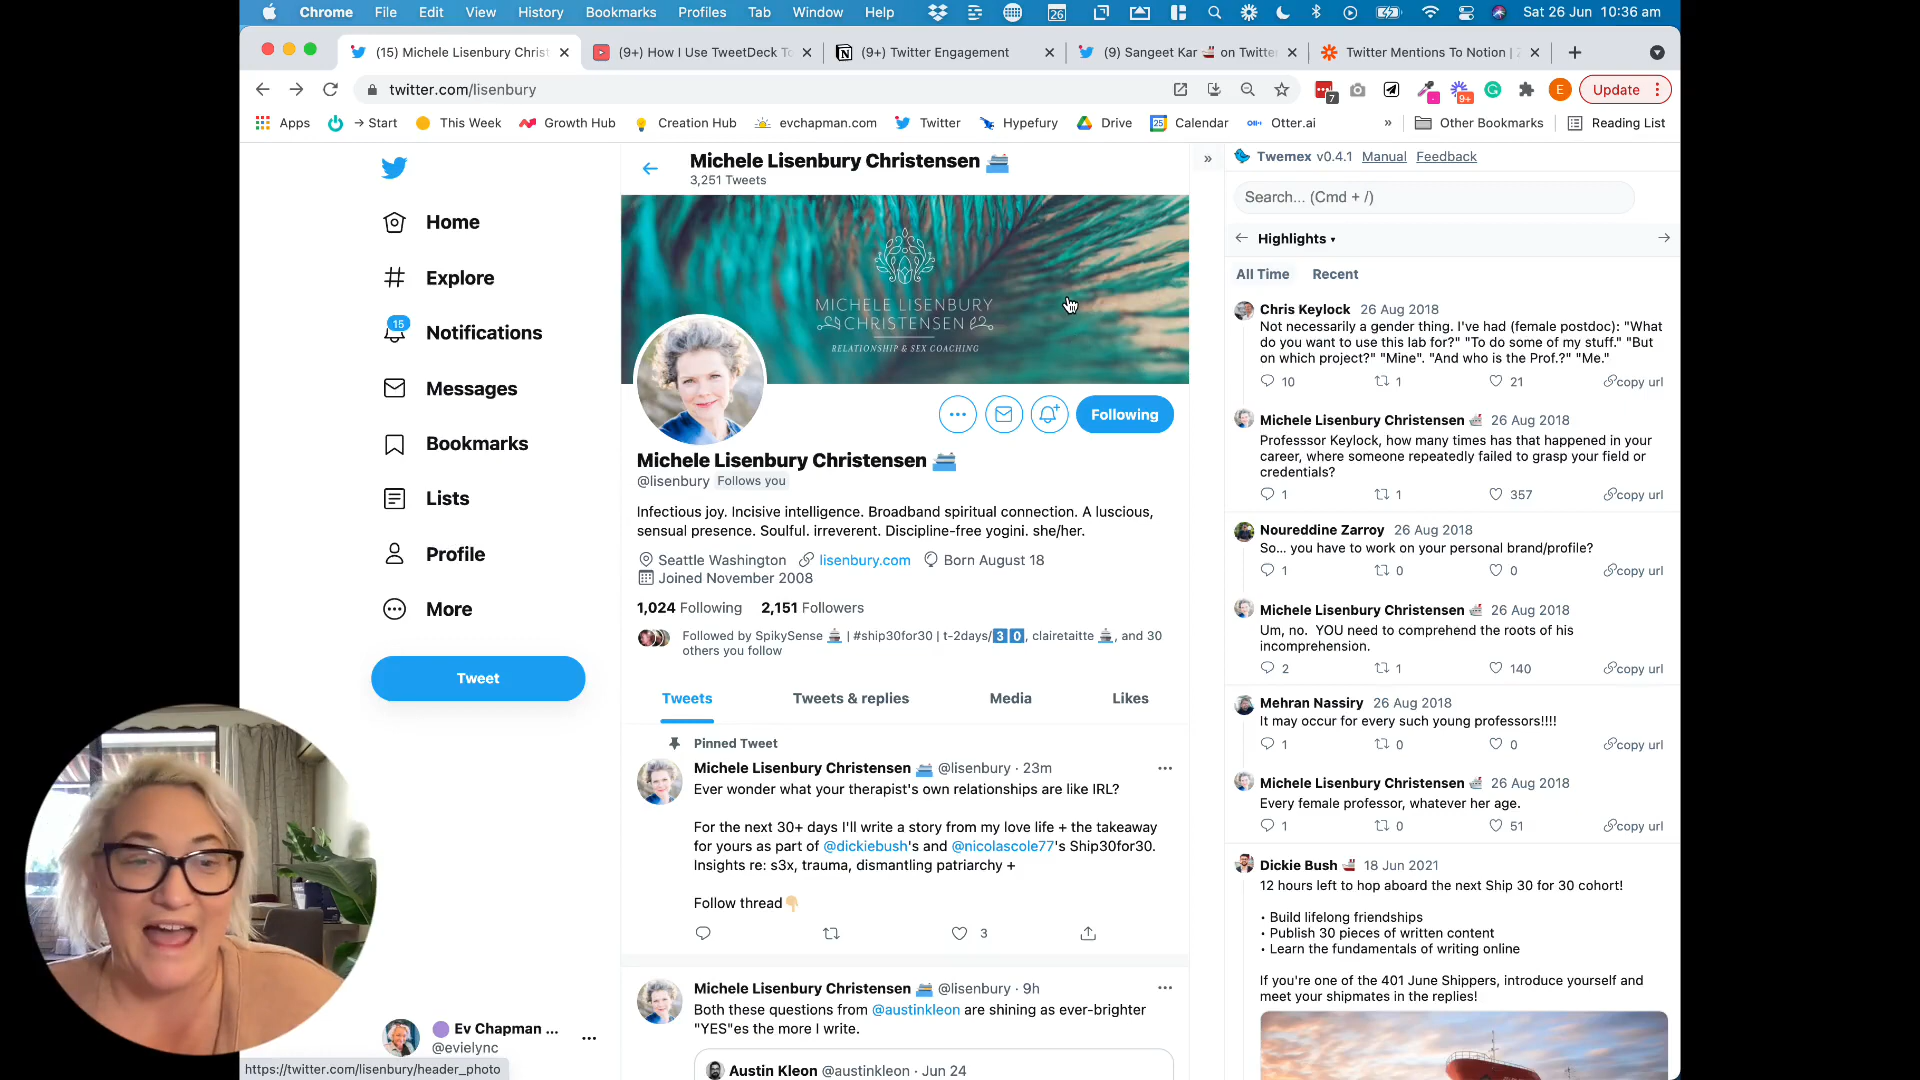 Chrome File Edit View History Bookmarks Profiles Tab Window Help 26 Sat 26 Jun 10:36 am
(15) Michele Lisenbury Christ (9+) How I Use TweetDeck To (9+) Twitter Engagement (9) Sangeet Kar on Twitter Twitter Mentions To Notion | Z
twitter.com/lisenbury 7 9+ E Update
Apps → Start This Week Growth Hub Creation Hub evchapman.com Twitter Hypefury Drive 25 Calendar Otter.ai » Other Bookmarks Reading List
Home
Explore
15
Notifications
Messages
Bookmarks
Lists
Profile
More
Tweet
Ev Chapman ...
@evielync
https://twitter.com/lisenbury/header_photo
Michele Lisenbury Christensen
3,251 Tweets
MICHELE LISENBURY
CHRISTENSEN
RELATIONSHIP & SEX COACHING
Following
Michele Lisenbury Christensen
@lisenbury Follows you
Infectious joy. Incisive intelligence. Broadband spiritual connection. A luscious,
sensual presence. Soulful. irreverent. Discipline-free yogini. she/her.
Seattle Washington lisenbury.com Born August 18
Joined November 2008
1,024 Following 2,151 Followers
Followed by SpikySense | #ship30for30 | t-2days/30, clairetaitte, and 30
others you follow
Tweets Tweets & replies Media Likes
Pinned Tweet
Michele Lisenbury Christensen @lisenbury · 23m
Ever wonder what your therapist's own relationships are like IRL?
For the next 30+ days I'll write a story from my love life + the takeaway
for yours as part of @dickiebush's and @nicolascole77's Ship30for30.
Insights re: s3x, trauma, dismantling patriarchy +
Follow thread
3
Michele Lisenbury Christensen @lisenbury · 9h
Both these questions from @austinkleon are shining as ever-brighter
"YES"es the more I write.
Austin Kleon @austinkleon · Jun 24
» Twemex v0.4.1 Manual Feedback
Search... (Cmd + /)
← Highlights ▾ →
All Time Recent
Chris Keylock 26 Aug 2018
Not necessarily a gender thing. I've had (female postdoc): "What
do you want to use this lab for?" "To do some of my stuff." "But
on which project?" "Mine". "And who is the Prof.?" "Me."
10 1 21 copy url
Michele Lisenbury Christensen 26 Aug 2018
Professsor Keylock, how many times has that happened in your
career, where someone repeatedly failed to grasp your field or
credentials?
1 1 357 copy url
Noureddine Zarroy 26 Aug 2018
So... you have to work on your personal brand/profile?
1 0 0 copy url
Michele Lisenbury Christensen 26 Aug 2018
Um, no. YOU need to comprehend the roots of his
incomprehension.
2 1 140 copy url
Mehran Nassiry 26 Aug 2018
It may occur for every such young professors!!!!
1 0 0 copy url
Michele Lisenbury Christensen 26 Aug 2018
Every female professor, whatever her age.
1 0 51 copy url
Dickie Bush 18 Jun 2021
12 hours left to hop aboard the next Ship 30 for 30 cohort!
• Build lifelong friendships
• Publish 30 pieces of written content
• Learn the fundamentals of writing online
If you're one of the 401 June Shippers, introduce yourself and
meet your shipmates in the replies!